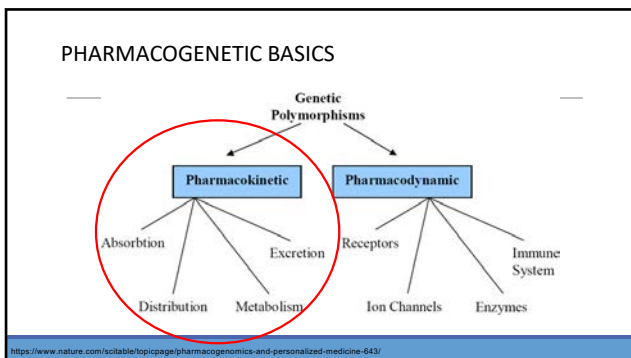 PHARMACOGENETIC BASICS
Genetic
Polymorphisms
Pharmacokinetic
Pharmacodynamic
Absorbtion
Excretion
Receptors
Immune
System
Distribution
Metabolism
Ion Channels
Enzymes
https://www.nature.com/scitable/topicpage/pharmacogenomics-and-personalized-medicine-643/